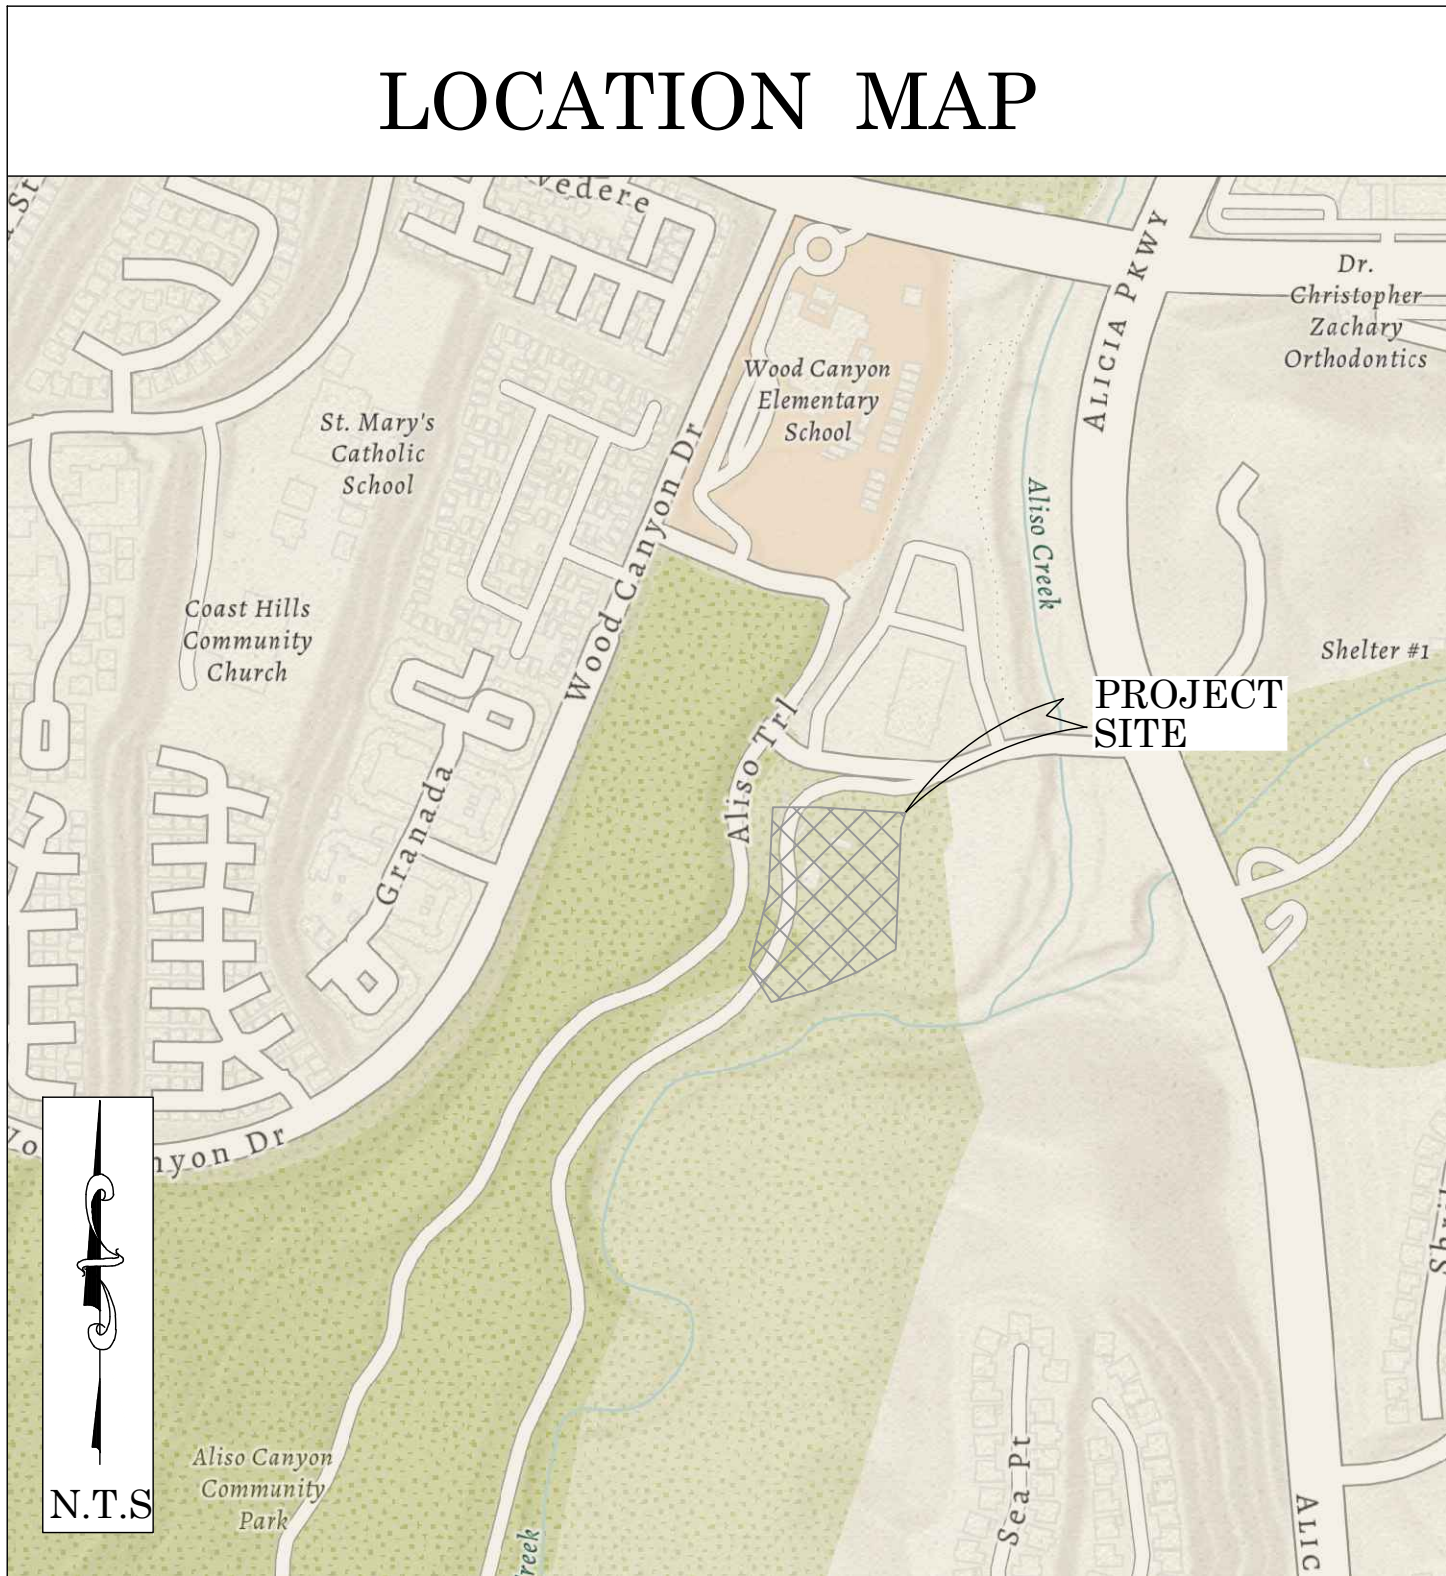 LOCATION MAP
St
vedere
ALICIA PKWY
Dr.
Christopher
Zachary
Orthodontics
Wood Canyon
Elementary
School
St. Mary's
Catholic
School
Wood Canyon Dr
Aliso Creek
Coast Hills
Community
Church
Shelter #1
PROJECT
SITE
Aliso Trl
Granada
nyon Dr
N.T.S
Aliso Canyon
Community
Park
reek
Sea Pt
ALIC